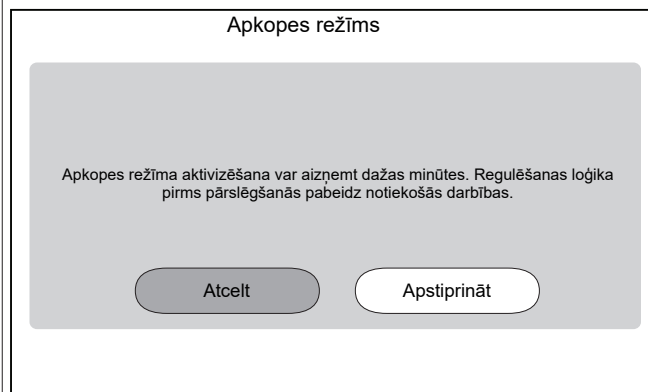 Apkopes režīms
Apkopes režīma aktivizēšana var aizņemt dažas minūtes. Regulēšanas loģika
pirms pārslēgšanās pabeidz notiekošās darbības.
Atcelt
Apstiprināt